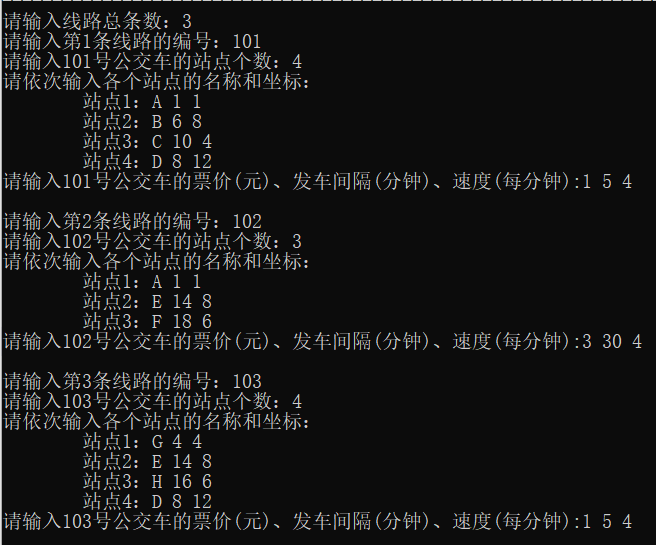 请输入线路总条数：3
请输入第1条线路的编号：101
请输入101号公交车的站点个数：4
请依次输入各个站点的名称和坐标：
站点1：A 1 1
站点2：B 6 8
站点3：C 10 4
站点4：D 8 12
请输入101号公交车的票价(元)、发车间隔(分钟)、速度(每分钟):1 5 4
请输入第2条线路的编号：102
请输入102号公交车的站点个数：3
请依次输入各个站点的名称和坐标：
站点1：A 1 1
站点2：E 14 8
站点3：F 18 6
请输入102号公交车的票价(元)、发车间隔(分钟)、速度(每分钟):3 30 4
请输入第3条线路的编号：103
请输入103号公交车的站点个数：4
请依次输入各个站点的名称和坐标：
站点1：G 4 4
站点2：E 14 8
站点3：H 16 6
站点4：D 8 12
请输入103号公交车的票价(元)、发车间隔(分钟)、速度(每分钟):1 5 4